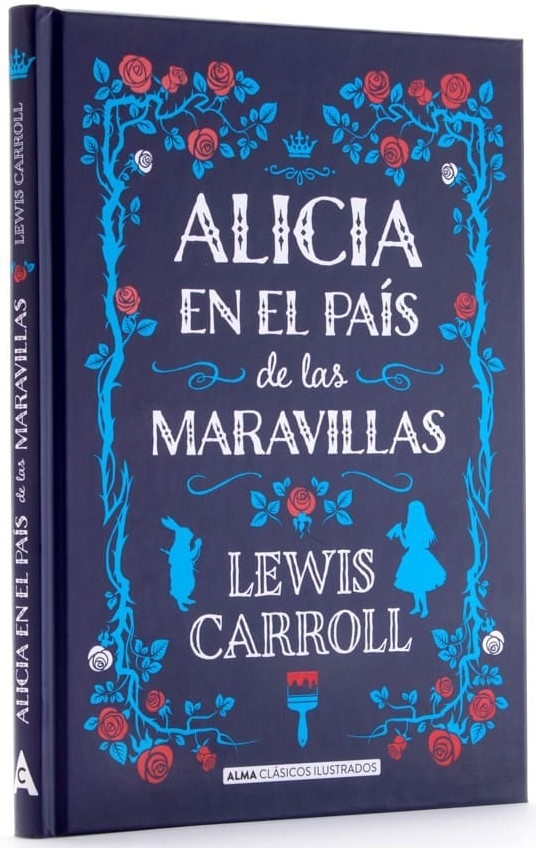 ALICIA
EN EL PAÍS
de las
MARAVILLAS
LEWIS
CARROLL
ALMA CLÁSICOS ILUSTRADOS
ALICIA EN EL PAÍS de las MARAVILLAS LEWIS CARROLL
AC